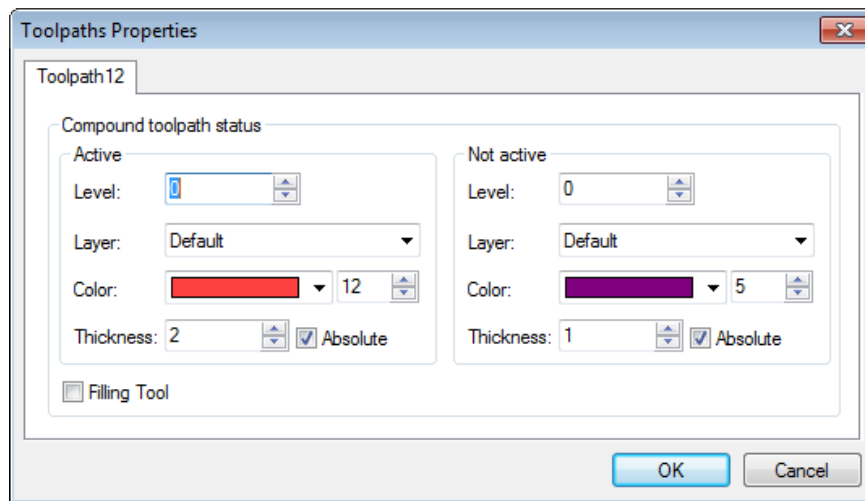 Toolpaths Properties
Toolpath12
Compound toolpath status
Active
Level: 0
Layer: Default
Color: 12
Thickness: 2 Absolute
Not active
Level: 0
Layer: Default
Color: 5
Thickness: 1 Absolute
Filling Tool
OK Cancel